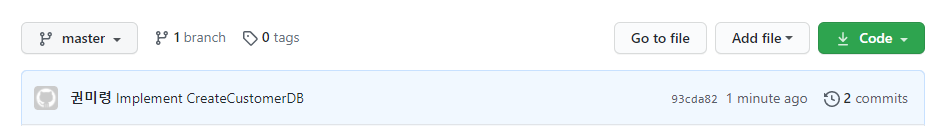 master 1 branch 0 tags Go to file Add file Code
권미령 Implement CreateCustomerDB 93cda82 1 minute ago 2 commits